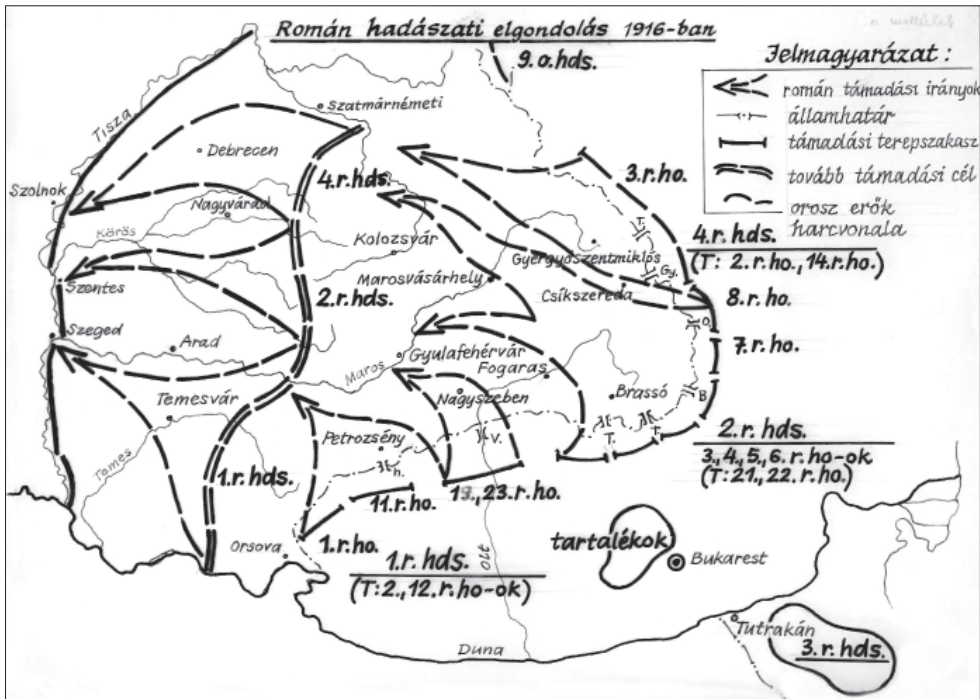 Román hadászati elgondolás 1916-ban
9. o. hds.
Jelmagyarázat :
román támadási irányok
államhatár
támadási terepszakasz
tovább támadási cél
orosz erők
harcvonala
Tisza
Szatmárnémeti
Debrecen
Szolnok
Nagyvárad
4. r. hds.
3. r. ho.
Körös
Kolozsvár
4. r. hds.
(T: 2. r. ho., 14. r. ho.)
T.
Gyergyószentmiklós
Gy.
Marosvásárhely
Csíkszereda
8. r. ho.
Szentes
2. r. hds.
O.
Szeged
Arad
7. r. ho.
Maros
Gyulafehérvár
Fogaras
Nagyszeben
Brassó
B
Temesvár
Petrozsény
V.
T.
T.
2. r. hds.
3., 4., 5., 6. r. ho-ok
(T: 21., 22. r. ho.)
Temes
1. r. hds.
h.
11. r. ho.
13., 23. r. ho.
Orsova
1. r. ho.
Olt
tartalékok
Bukarest
1. r. hds.
(T: 2., 12. r. ho-ok)
Duna
Tutrakán
3. r. hds.